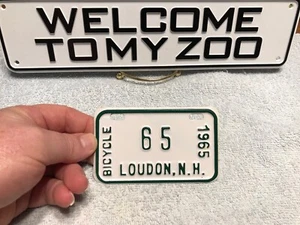 WELCOME
TO MY ZOO
BICYCLE
65
1965
LOUDON, N.H.